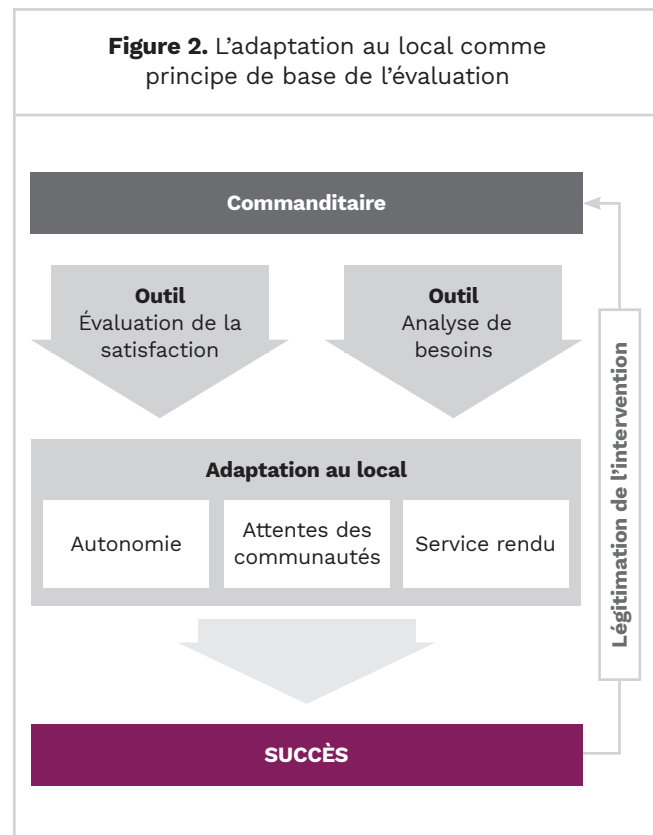 Figure 2. L’adaptation au local comme
principe de base de l’évaluation
Commanditaire
Outil
Évaluation de la
satisfaction
Outil
Analyse de
besoins
Adaptation au local
Autonomie
Attentes des
communautés
Service rendu
SUCCÈS
Légitimation de l’intervention